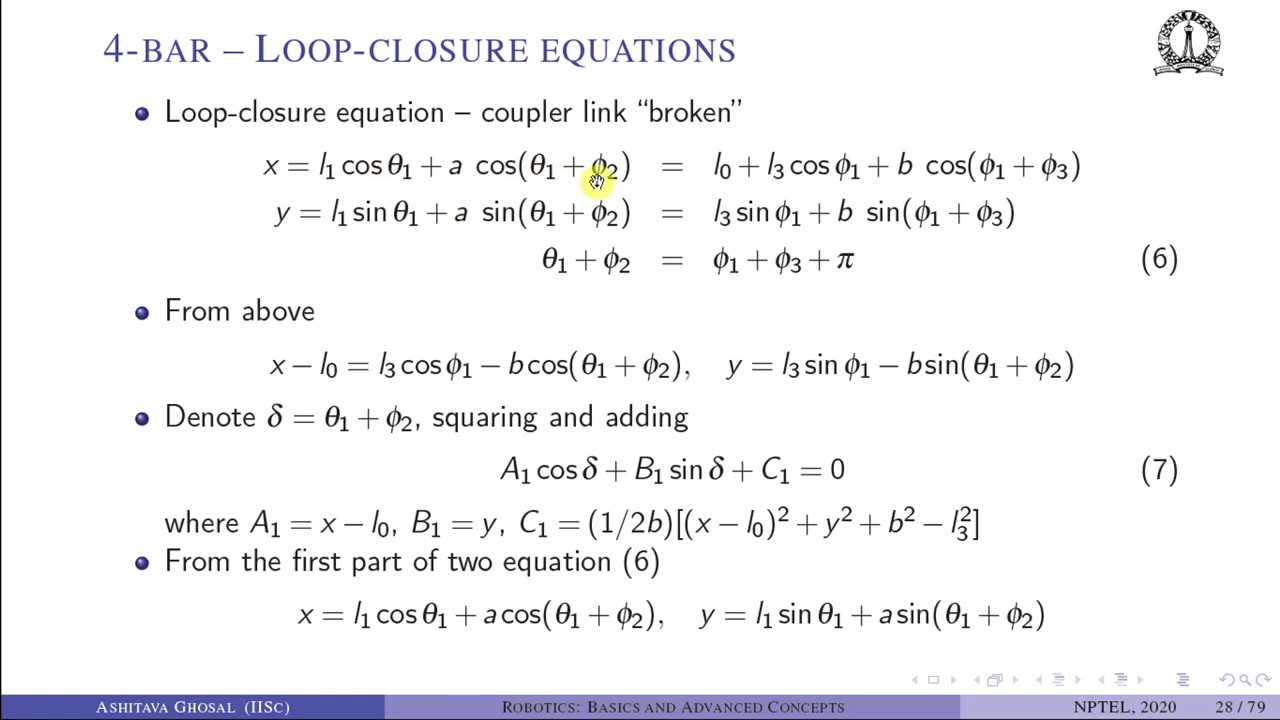 4-BAR – LOOP-CLOSURE EQUATIONS
Loop-closure equation – coupler link “broken”
x = l₁ cos θ₁ + a cos(θ₁ + ϕ₂) = l₀ + l₃ cos ϕ₁ + b cos(ϕ₁ + ϕ₃)
y = l₁ sin θ₁ + a sin(θ₁ + ϕ₂) = l₃ sin ϕ₁ + b sin(ϕ₁ + ϕ₃)
θ₁ + ϕ₂ = ϕ₁ + ϕ₃ + π (6)
From above
x − l₀ = l₃ cos ϕ₁ − b cos(θ₁ + ϕ₂), y = l₃ sin ϕ₁ − b sin(θ₁ + ϕ₂)
Denote δ = θ₁ + ϕ₂, squaring and adding
A₁ cos δ + B₁ sin δ + C₁ = 0 (7)
where A₁ = x − l₀, B₁ = y, C₁ = (1/2b)[(x − l₀)² + y² + b² − l₃²]
From the first part of two equation (6)
x = l₁ cos θ₁ + a cos(θ₁ + ϕ₂), y = l₁ sin θ₁ + a sin(θ₁ + ϕ₂)
ASHITAVA GHOSAL (IISC) ROBOTICS: BASICS AND ADVANCED CONCEPTS NPTEL, 2020 28 / 79